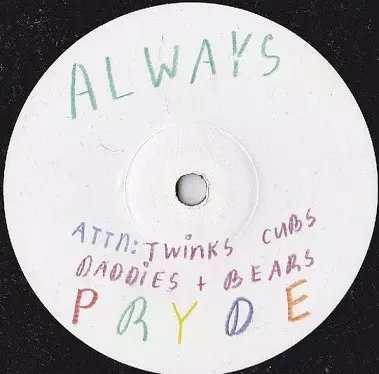 ALWAYS
ATTN: TWiNKS CUBS
DADDiES + BEARS
PRYDE